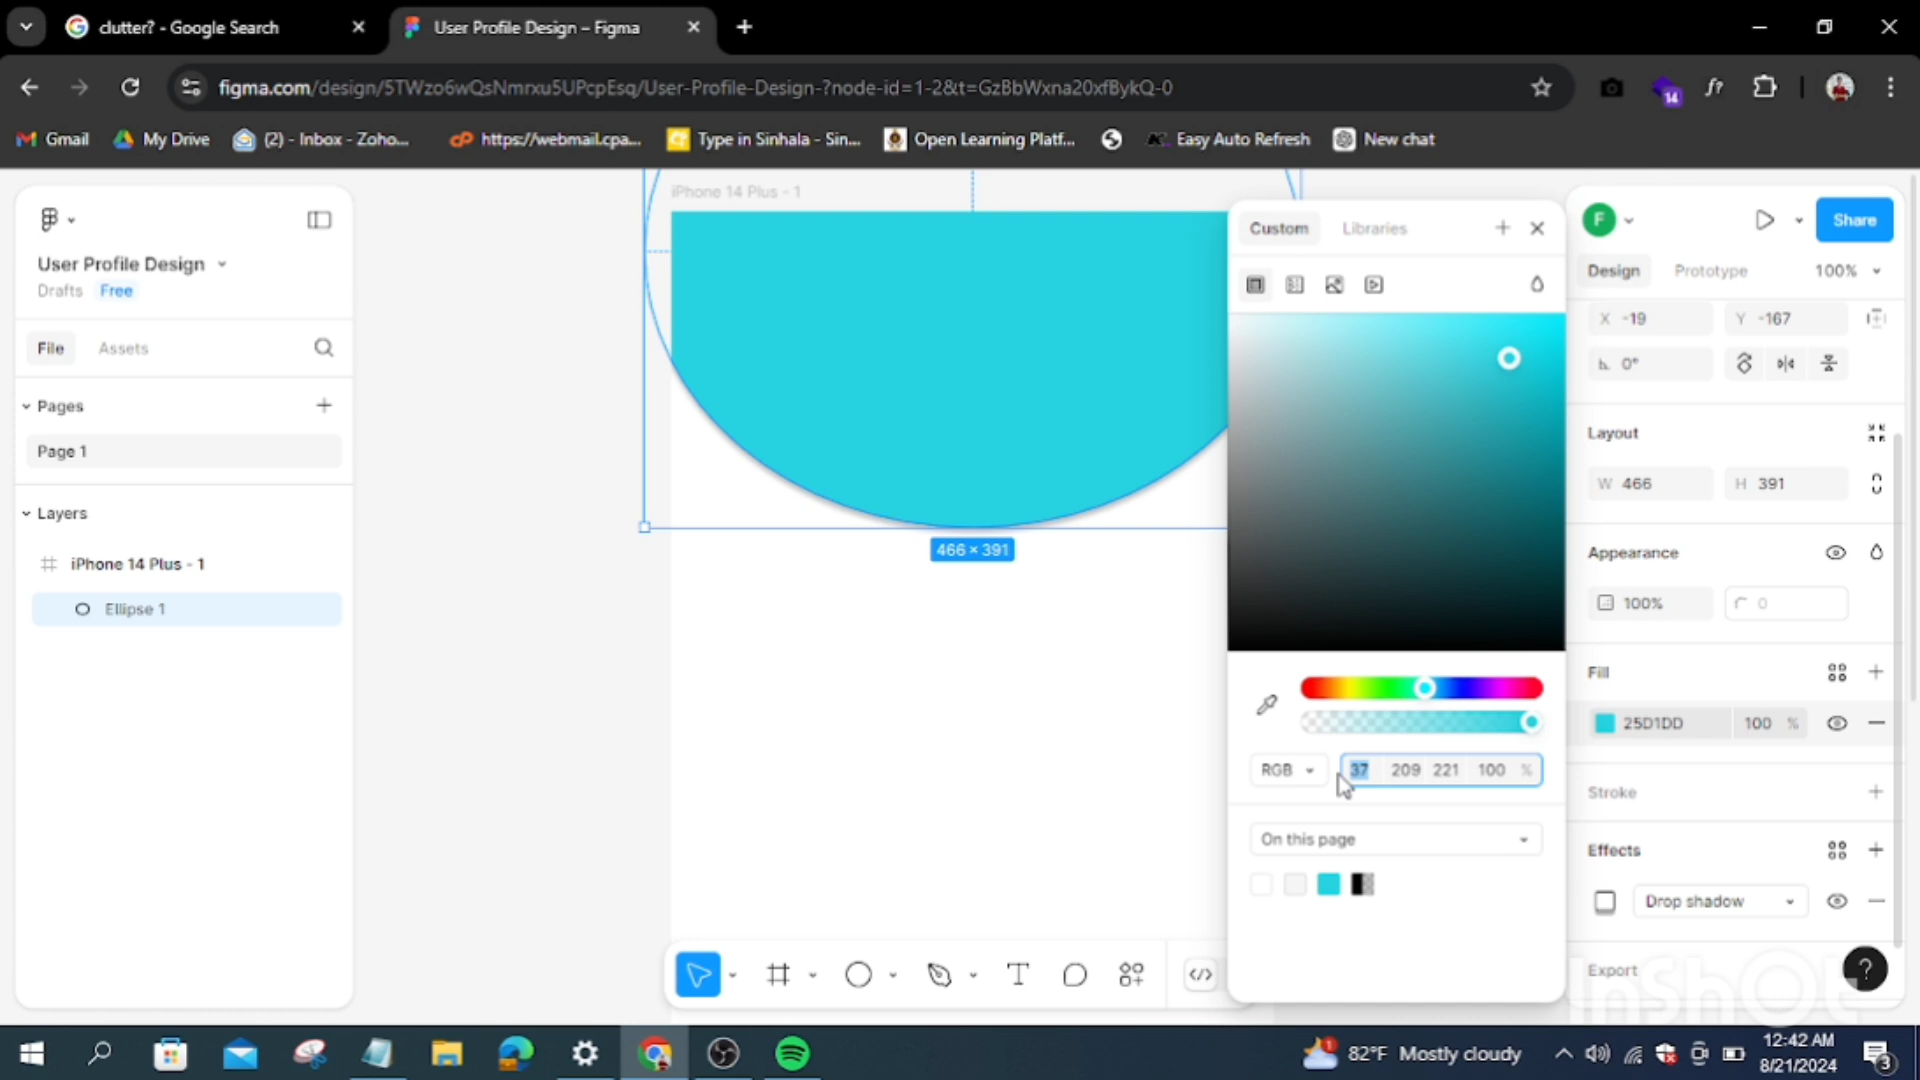 clutter? - Google Search
User Profile Design – Figma
figma.com/design/5TWzo6wQsNmrxu5UPcpEsq/User-Profile-Design-?node-id=1-2&t=GzBbWxna20xfBykQ-0
f?
14
Gmail
My Drive
(2) - Inbox - Zoho...
https://webmail.cpa...
Type in Sinhala - Sin...
Open Learning Platf...
Easy Auto Refresh
New chat
User Profile Design
Drafts Free
File Assets
Pages
Page 1
Layers
iPhone 14 Plus - 1
Ellipse 1
iPhone 14 Plus - 1
466 × 391
Custom Libraries
RGB 37 209 221 100 %
On this page
F Share
Design Prototype 100%
X -19 Y -167
0°
Layout
W 466 H 391
Appearance
100% 0
Fill
25D1DD 100 %
Stroke
Effects
Drop shadow
Export
?
InShOt
82°F Mostly cloudy
12:42 AM
8/21/2024
3